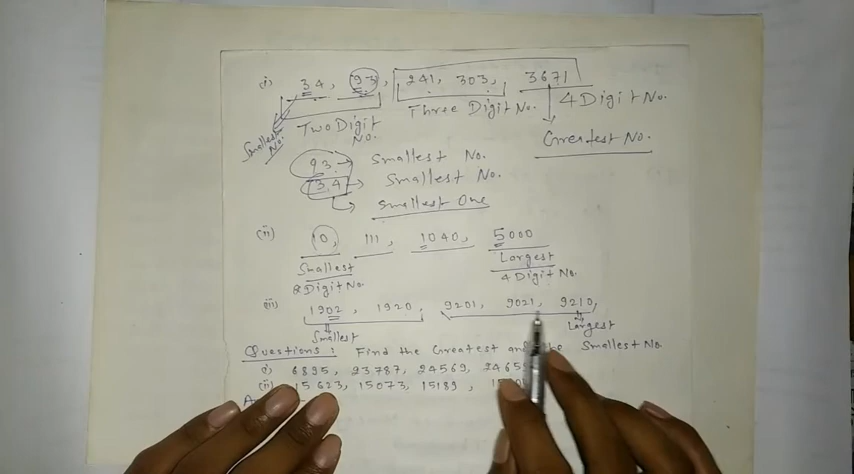 (i) 34, 93, 241, 303, 3671
Two Digit No. Three Digit No. 4 Digit No.
Smallest No. Greatest No.
93 → Smallest No.
34 → Smallest No.
Smallest One
(ii) 10, 111, 1040, 5000
Smallest Largest
2 Digit No. 4 Digit No.
(iii) 1902, 1920, 9201, 9021, 9210,
Smallest Largest
Questions: Find the Greatest and the Smallest No.
i) 6895, 23787, 24569, 2465
(ii) 15623, 15073, 15189,